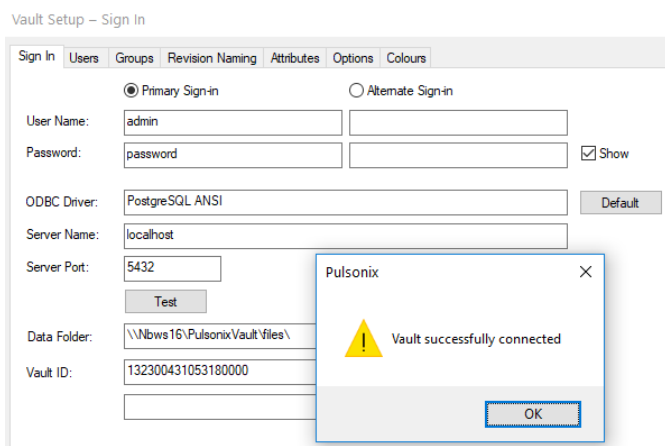 Vault Setup – Sign In
Sign In Users Groups Revision Naming Attributes Options Colours
Primary Sign-in Alternate Sign-in
User Name: admin
Password: password Show
ODBC Driver: PostgreSQL ANSI Default
Server Name: localhost
Server Port: 5432
Test
Data Folder: \\Nbws16\PulsonixVault\files\
Vault ID: 132300431053180000
Pulsonix
Vault successfully connected
OK